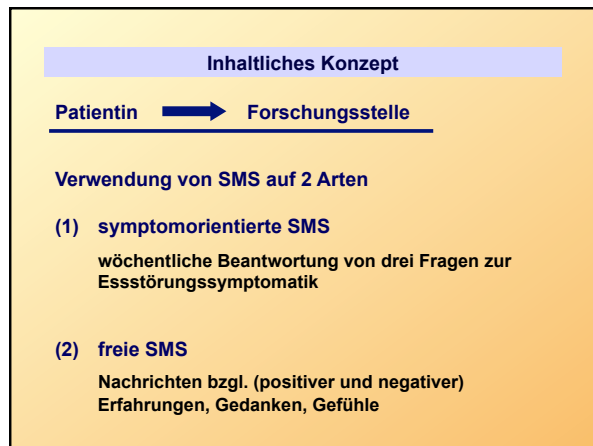 Inhaltliches Konzept
Patientin Forschungsstelle
Verwendung von SMS auf 2 Arten
(1) symptomorientierte SMS
wöchentliche Beantwortung von drei Fragen zur
Essstörungssymptomatik
(2) freie SMS
Nachrichten bzgl. (positiver und negativer)
Erfahrungen, Gedanken, Gefühle